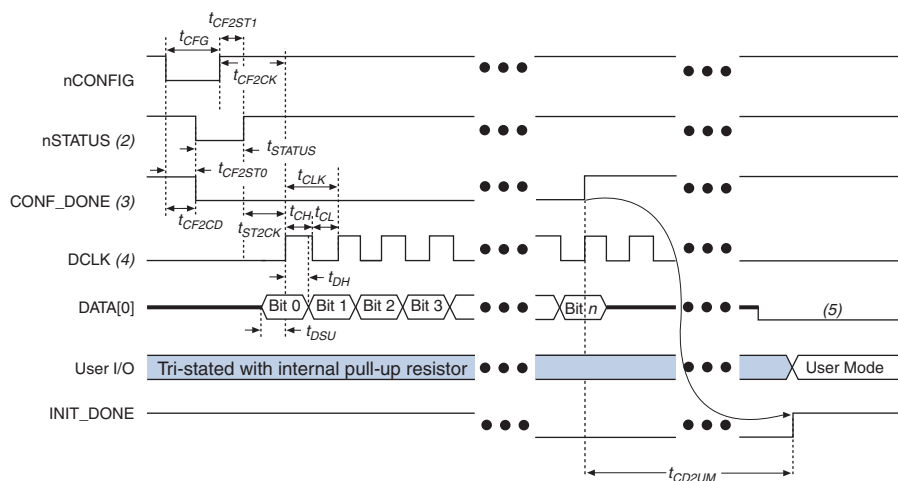 tCF2ST1
tCFG
nCONFIG
tCF2CK
nSTATUS (2)
tSTATUS
tCF2ST0
tCLK
CONF_DONE (3)
tCF2CD
tST2CK
tCH
tCL
DCLK (4)
tDH
DATA[0]
Bit 0
Bit 1
Bit 2
Bit 3
Bit n
(5)
tDSU
User I/O
Tri-stated with internal pull-up resistor
User Mode
INIT_DONE
tCD2UM